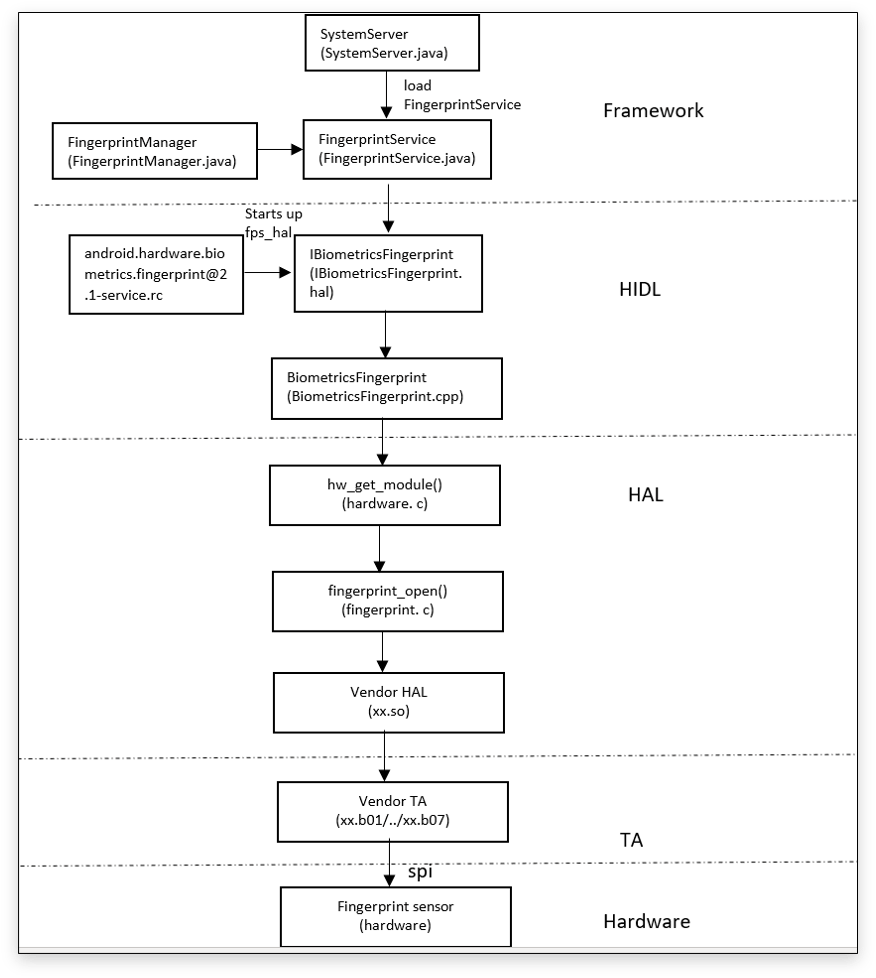 SystemServer
(SystemServer.java)
load
FingerprintService
Framework
FingerprintManager
(FingerprintManager.java)
FingerprintService
(FingerprintService.java)
Starts up
fps_hal
android.hardware.bio
metrics.fingerprint@2
.1-service.rc
IBiometricsFingerprint
(IBiometricsFingerprint.
hal)
HIDL
BiometricsFingerprint
(BiometricsFingerprint.cpp)
hw_get_module()
(hardware. c)
HAL
fingerprint_open()
(fingerprint. c)
Vendor HAL
(xx.so)
Vendor TA
(xx.b01/../xx.b07)
TA
spi
Fingerprint sensor
(hardware)
Hardware